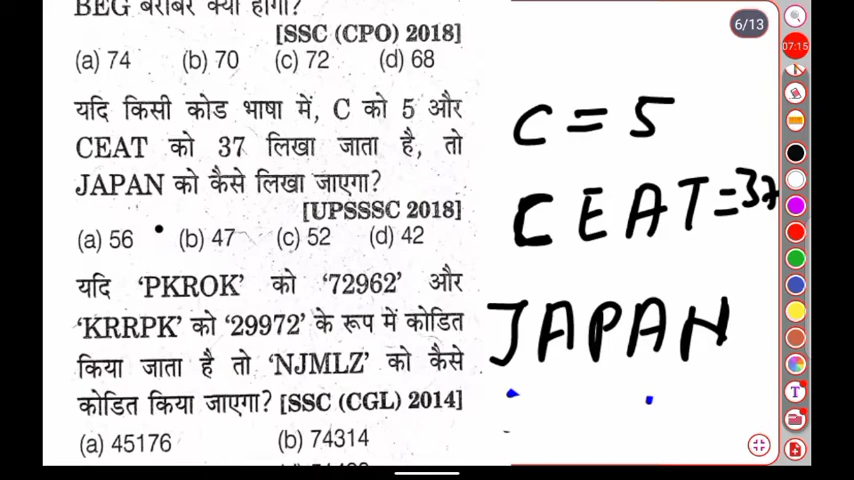 BEG बराबर क्या होगा?
[SSC (CPO) 2018]
(a) 74 (b) 70 (c) 72 (d) 68
यदि किसी कोड भाषा में, C को 5 और
CEAT को 37 लिखा जाता है, तो
JAPAN को कैसे लिखा जाएगा?
[UPSSSC 2018]
(a) 56 (b) 47 (c) 52 (d) 42
यदि 'PKROK' को '72962' और
'KRRPK' को '29972' के रूप में कोडित
किया जाता है तो 'NJMLZ' को कैसे
कोडित किया जाएगा? [SSC (CGL) 2014]
(a) 45176 (b) 74314
C = 5
CEAT = 37
JAPAN
6/13
07:15
T